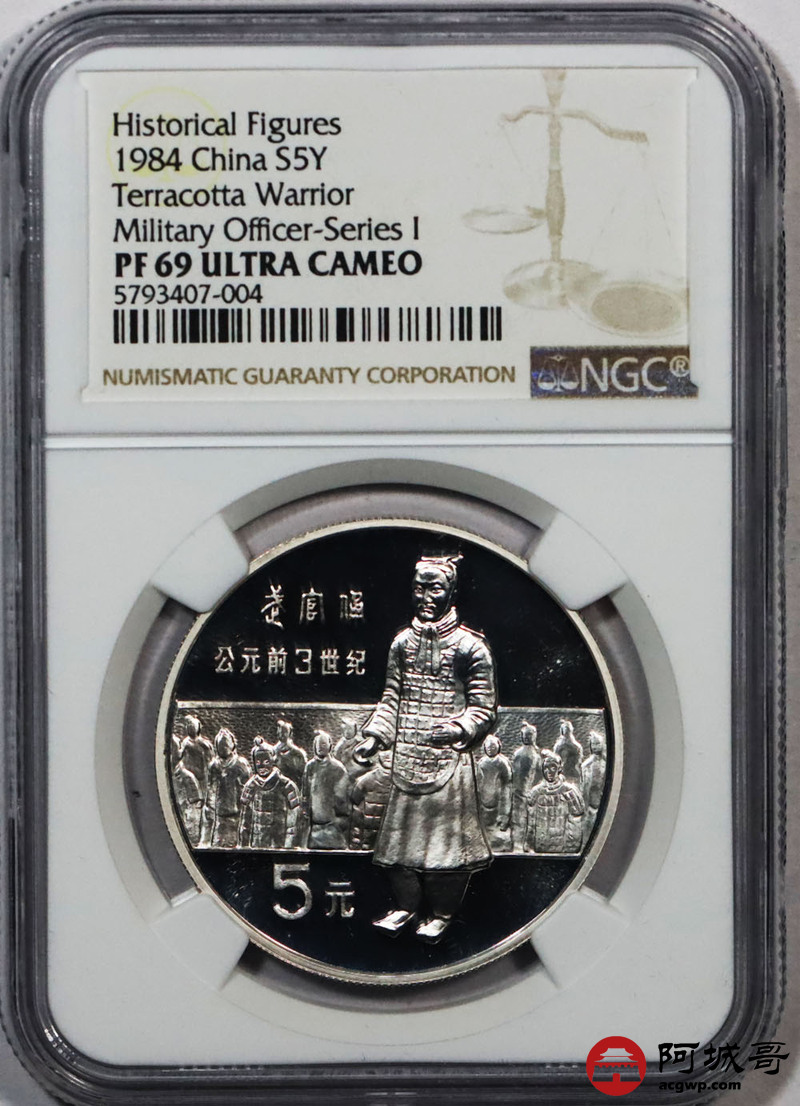 Historical Figures
1984 China S5Y
Terracotta Warrior
Military Officer-Series I
PF 69 ULTRA CAMEO
5793407-004
NUMISMATIC GUARANTY CORPORATION
NGC®
武官俑
公元前3世纪
5元
阿城哥
acgwp.com